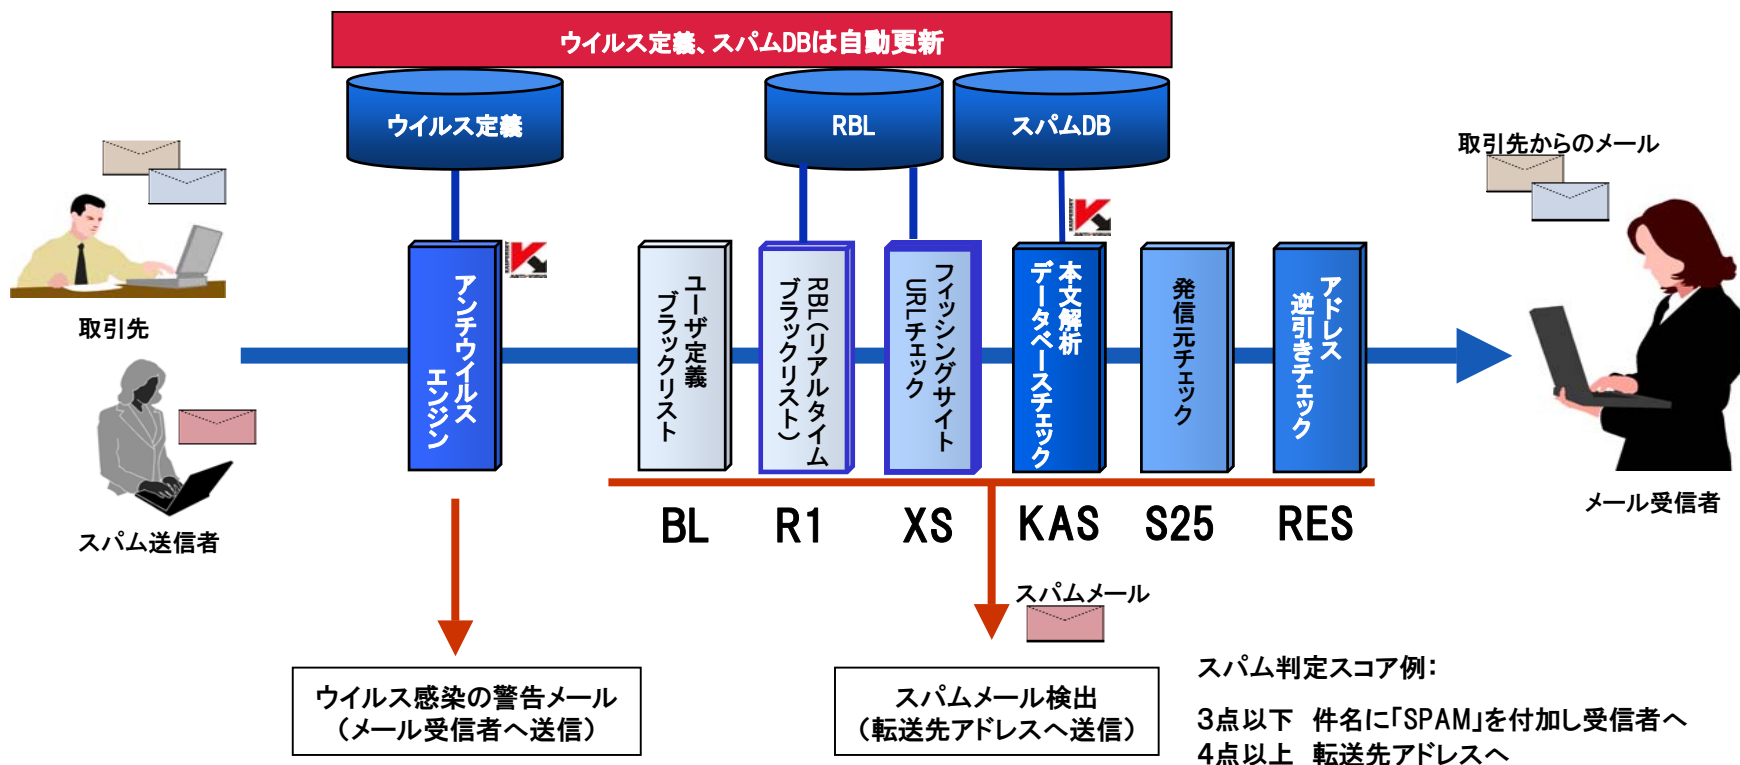 ウイルス定義、スパムDBは自動更新
ウイルス定義
RBL
スパムDB
取引先からのメール
取引先
スパム送信者
アンチウイルス
エンジン
KASPERSKY
ANTI-VIRUS
ユーザ定義
ブラックリスト
RBL(リアルタイム
ブラックリスト)
フィッシングサイト
URLチェック
KASPERSKY
ANTI-VIRUS
本文解析
データベースチェック
発信元チェック
アドレス
逆引きチェック
メール受信者
BL
R1
XS
KAS
S25
RES
スパムメール
ウイルス感染の警告メール
(メール受信者へ送信)
スパムメール検出
(転送先アドレスへ送信)
スパム判定スコア例:
3点以下 件名に「SPAM」を付加し受信者へ
4点以上 転送先アドレスへ